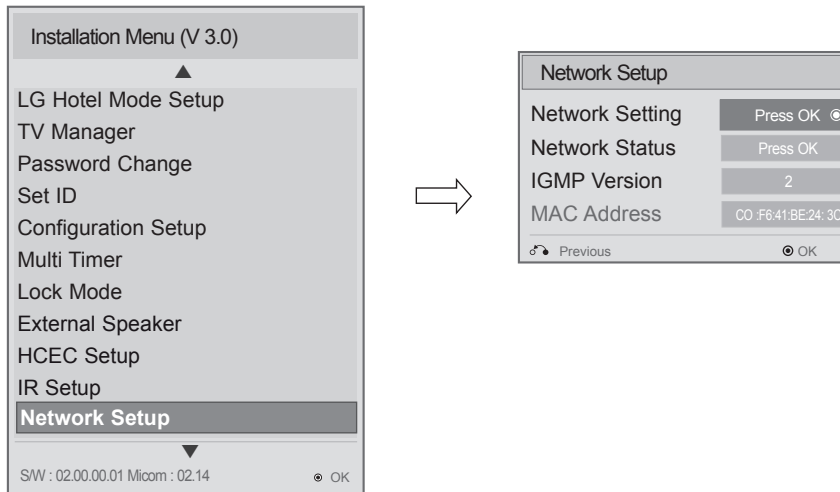 Installation Menu (V 3.0)
LG Hotel Mode Setup
TV Manager
Password Change
Set ID
Configuration Setup
Multi Timer
Lock Mode
External Speaker
HCEC Setup
IR Setup
Network Setup
S/W : 02.00.00.01 Micom : 02.14 OK
Network Setup
Network Setting Press OK
Network Status Press OK
IGMP Version 2
MAC Address CO :F6:41:BE:24:
Previous OK